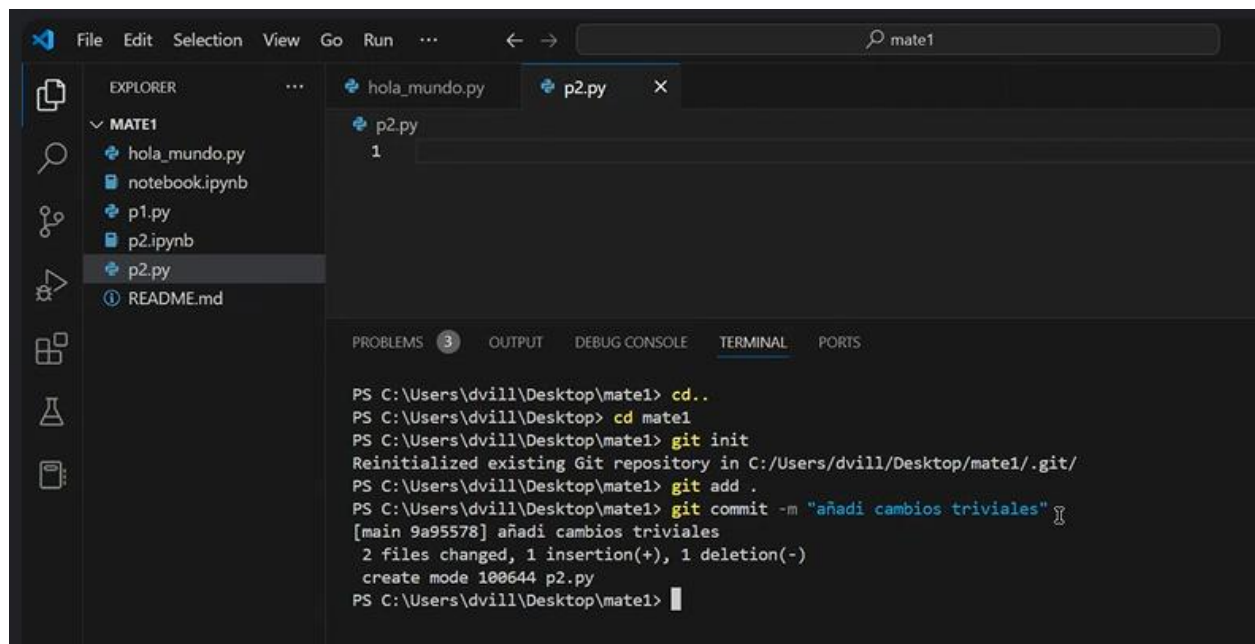 File Edit Selection View Go Run ··· mate1
EXPLORER ···
MATE1
hola_mundo.py
notebook.ipynb
p1.py
p2.ipynb
p2.py
README.md
hola_mundo.py p2.py
p2.py
1
PROBLEMS 3 OUTPUT DEBUG CONSOLE TERMINAL PORTS
PS C:\Users\dvill\Desktop\mate1> cd..
PS C:\Users\dvill\Desktop> cd mate1
PS C:\Users\dvill\Desktop\mate1> git init
Reinitialized existing Git repository in C:/Users/dvill/Desktop/mate1/.git/
PS C:\Users\dvill\Desktop\mate1> git add .
PS C:\Users\dvill\Desktop\mate1> git commit -m "añadi cambios triviales"
[main 9a95578] añadi cambios triviales
2 files changed, 1 insertion(+), 1 deletion(-)
create mode 100644 p2.py
PS C:\Users\dvill\Desktop\mate1>